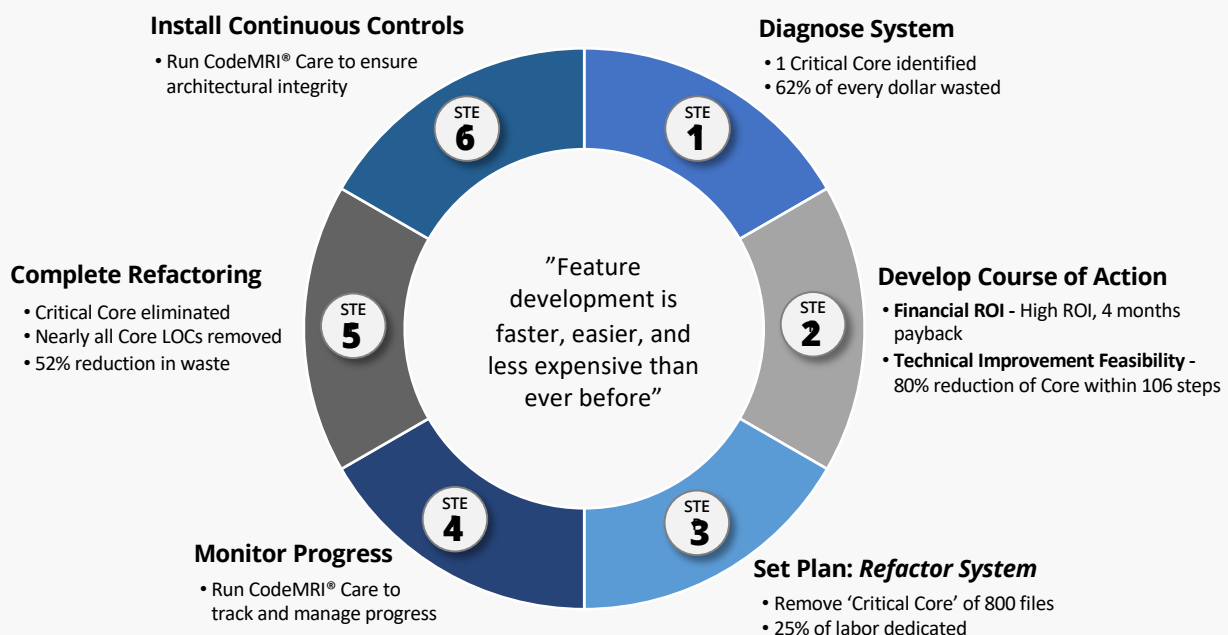 Install Continuous Controls
• Run CodeMRI® Care to ensure
architectural integrity
Diagnose System
• 1 Critical Core identified
• 62% of every dollar wasted
STE
6
STE
1
Complete Refactoring
• Critical Core eliminated
• Nearly all Core LOCs removed
• 52% reduction in waste
STE
5
”Feature
development is
faster, easier, and
less expensive than
ever before”
STE
2
Develop Course of Action
• Financial ROI - High ROI, 4 months
payback
• Technical Improvement Feasibility -
80% reduction of Core within 106 steps
STE
4
STE
3
Monitor Progress
• Run CodeMRI® Care to
track and manage progress
Set Plan: Refactor System
• Remove ‘Critical Core’ of 800 files
• 25% of labor dedicated